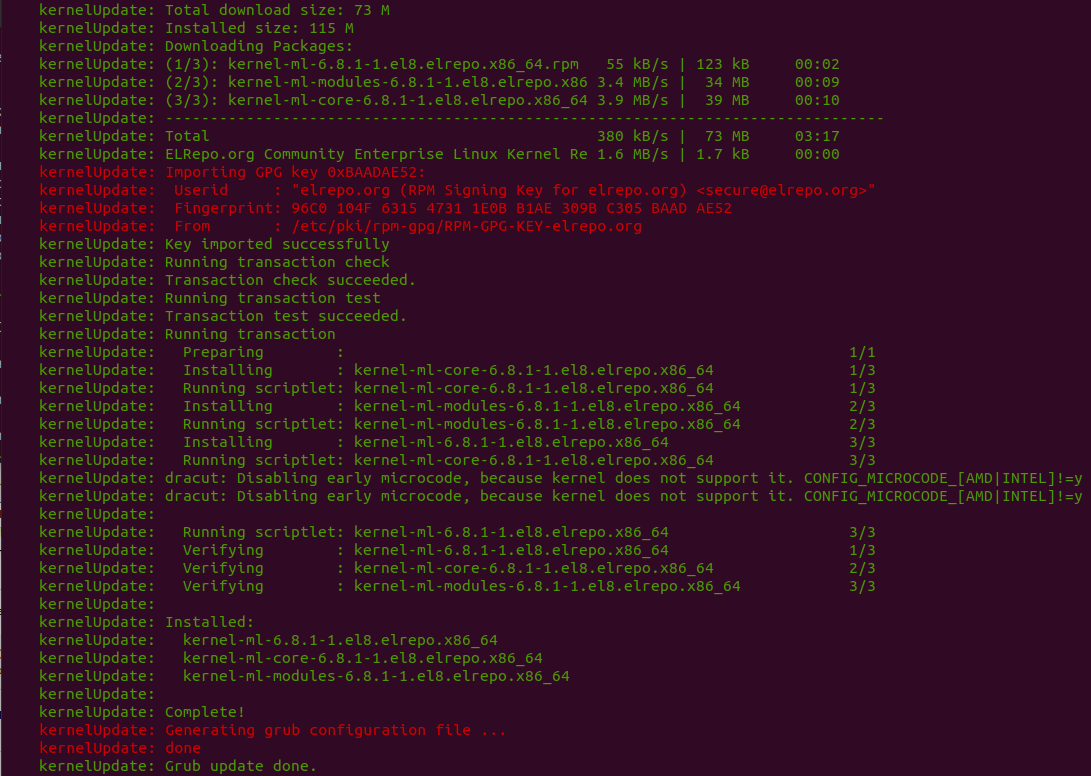 kernelUpdate: Total download size: 73 M
kernelUpdate: Installed size: 115 M
kernelUpdate: Downloading Packages:
kernelUpdate: (1/3): kernel-ml-6.8.1-1.el8.elrepo.x86_64.rpm   55 kB/s | 123 kB     00:02
kernelUpdate: (2/3): kernel-ml-modules-6.8.1-1.el8.elrepo.x86 3.4 MB/s |  34 MB     00:09
kernelUpdate: (3/3): kernel-ml-core-6.8.1-1.el8.elrepo.x86_64 3.9 MB/s |  39 MB     00:10
kernelUpdate: --------------------------------------------------------------------------------
kernelUpdate: Total                                           380 kB/s |  73 MB     03:17
kernelUpdate: ELRepo.org Community Enterprise Linux Kernel Re 1.6 MB/s | 1.7 kB     00:00
kernelUpdate: Importing GPG key 0xBAADAE52:
kernelUpdate:  Userid     : "elrepo.org (RPM Signing Key for elrepo.org) <secure@elrepo.org>"
kernelUpdate:  Fingerprint: 96C0 104F 6315 4731 1E0B B1AE 309B C305 BAAD AE52
kernelUpdate:  From       : /etc/pki/rpm-gpg/RPM-GPG-KEY-elrepo.org
kernelUpdate: Key imported successfully
kernelUpdate: Running transaction check
kernelUpdate: Transaction check succeeded.
kernelUpdate: Running transaction test
kernelUpdate: Transaction test succeeded.
kernelUpdate: Running transaction
kernelUpdate:   Preparing        :                                                        1/1
kernelUpdate:   Installing       : kernel-ml-core-6.8.1-1.el8.elrepo.x86_64               1/3
kernelUpdate:   Running scriptlet: kernel-ml-core-6.8.1-1.el8.elrepo.x86_64               1/3
kernelUpdate:   Installing       : kernel-ml-modules-6.8.1-1.el8.elrepo.x86_64            2/3
kernelUpdate:   Running scriptlet: kernel-ml-modules-6.8.1-1.el8.elrepo.x86_64            2/3
kernelUpdate:   Installing       : kernel-ml-6.8.1-1.el8.elrepo.x86_64                    3/3
kernelUpdate:   Running scriptlet: kernel-ml-core-6.8.1-1.el8.elrepo.x86_64               3/3
kernelUpdate: dracut: Disabling early microcode, because kernel does not support it. CONFIG_MICROCODE_[AMD|INTEL]!=y
kernelUpdate: dracut: Disabling early microcode, because kernel does not support it. CONFIG_MICROCODE_[AMD|INTEL]!=y
kernelUpdate:
kernelUpdate:   Running scriptlet: kernel-ml-6.8.1-1.el8.elrepo.x86_64                    3/3
kernelUpdate:   Verifying        : kernel-ml-6.8.1-1.el8.elrepo.x86_64                    1/3
kernelUpdate:   Verifying        : kernel-ml-core-6.8.1-1.el8.elrepo.x86_64               2/3
kernelUpdate:   Verifying        : kernel-ml-modules-6.8.1-1.el8.elrepo.x86_64            3/3
kernelUpdate:
kernelUpdate: Installed:
kernelUpdate:   kernel-ml-6.8.1-1.el8.elrepo.x86_64
kernelUpdate:   kernel-ml-core-6.8.1-1.el8.elrepo.x86_64
kernelUpdate:   kernel-ml-modules-6.8.1-1.el8.elrepo.x86_64
kernelUpdate:
kernelUpdate: Complete!
kernelUpdate: Generating grub configuration file ...
kernelUpdate: done
kernelUpdate: Grub update done.